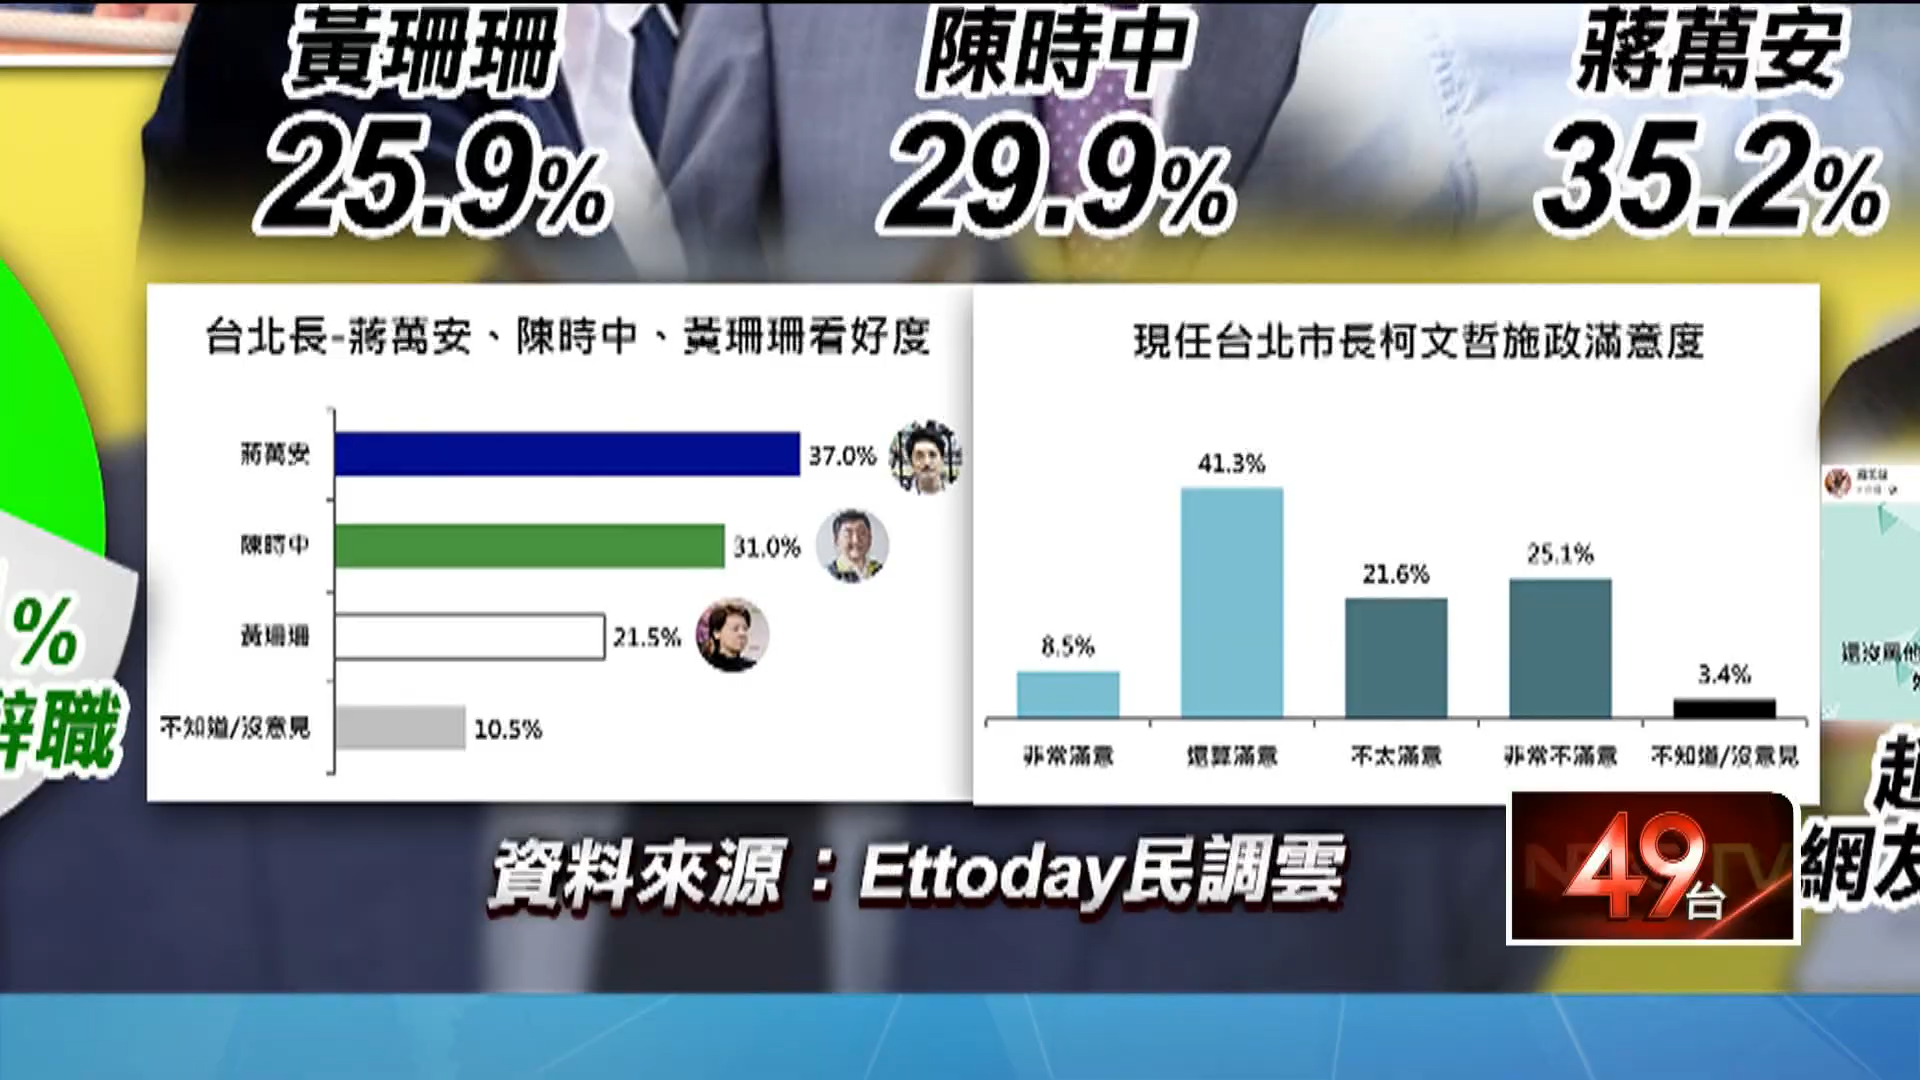 黃珊珊
25.9%
陳時中
29.9%
蔣萬安
35.2%
台北長-蔣萬安、陳時中、黃珊珊看好度
蔣萬安 37.0%
陳時中 31.0%
黃珊珊 21.5%
不知道/沒意見 10.5%
現任台北市長柯文哲施政滿意度
8.5%
41.3%
21.6%
25.1%
3.4%
非常滿意
還算滿意
不太滿意
非常不滿意
不知道/沒意見
%
辭職
還沒罵他
網友
資料來源：Ettoday民調雲
49台